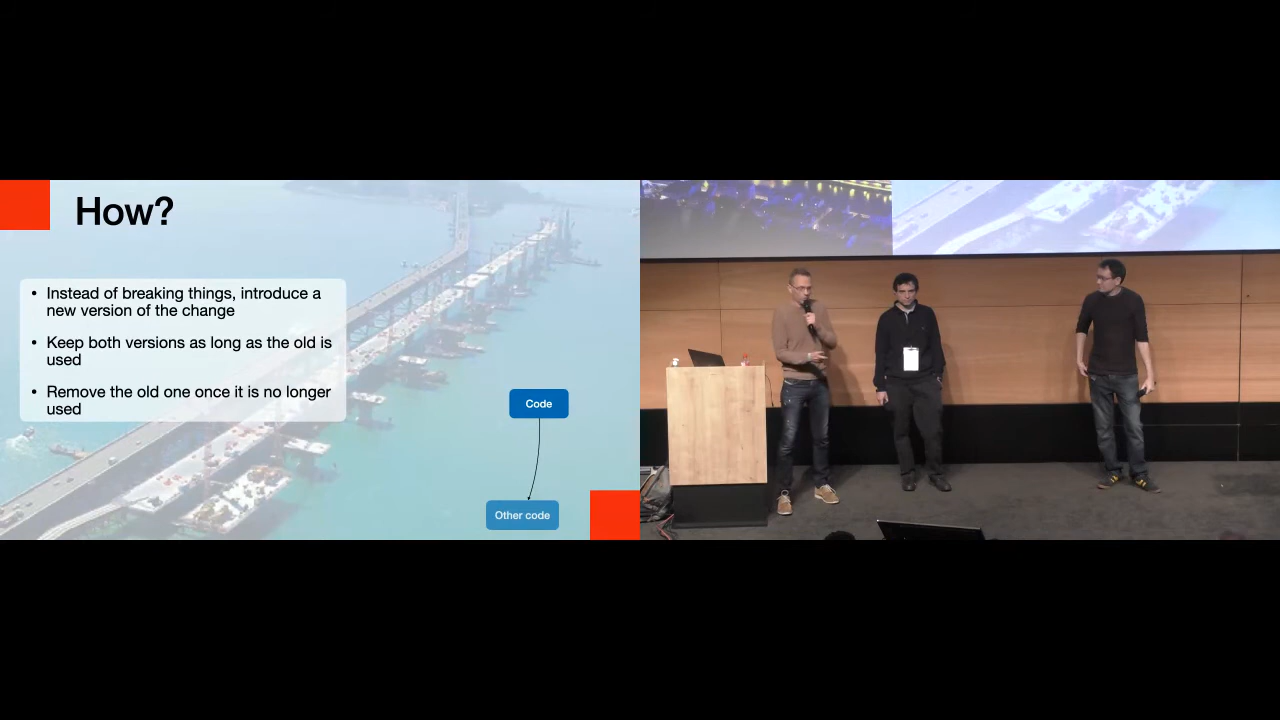 How?
• Instead of breaking things, introduce a
new version of the change
• Keep both versions as long as the old is
used
• Remove the old one once it is no longer
used
Code
Other code